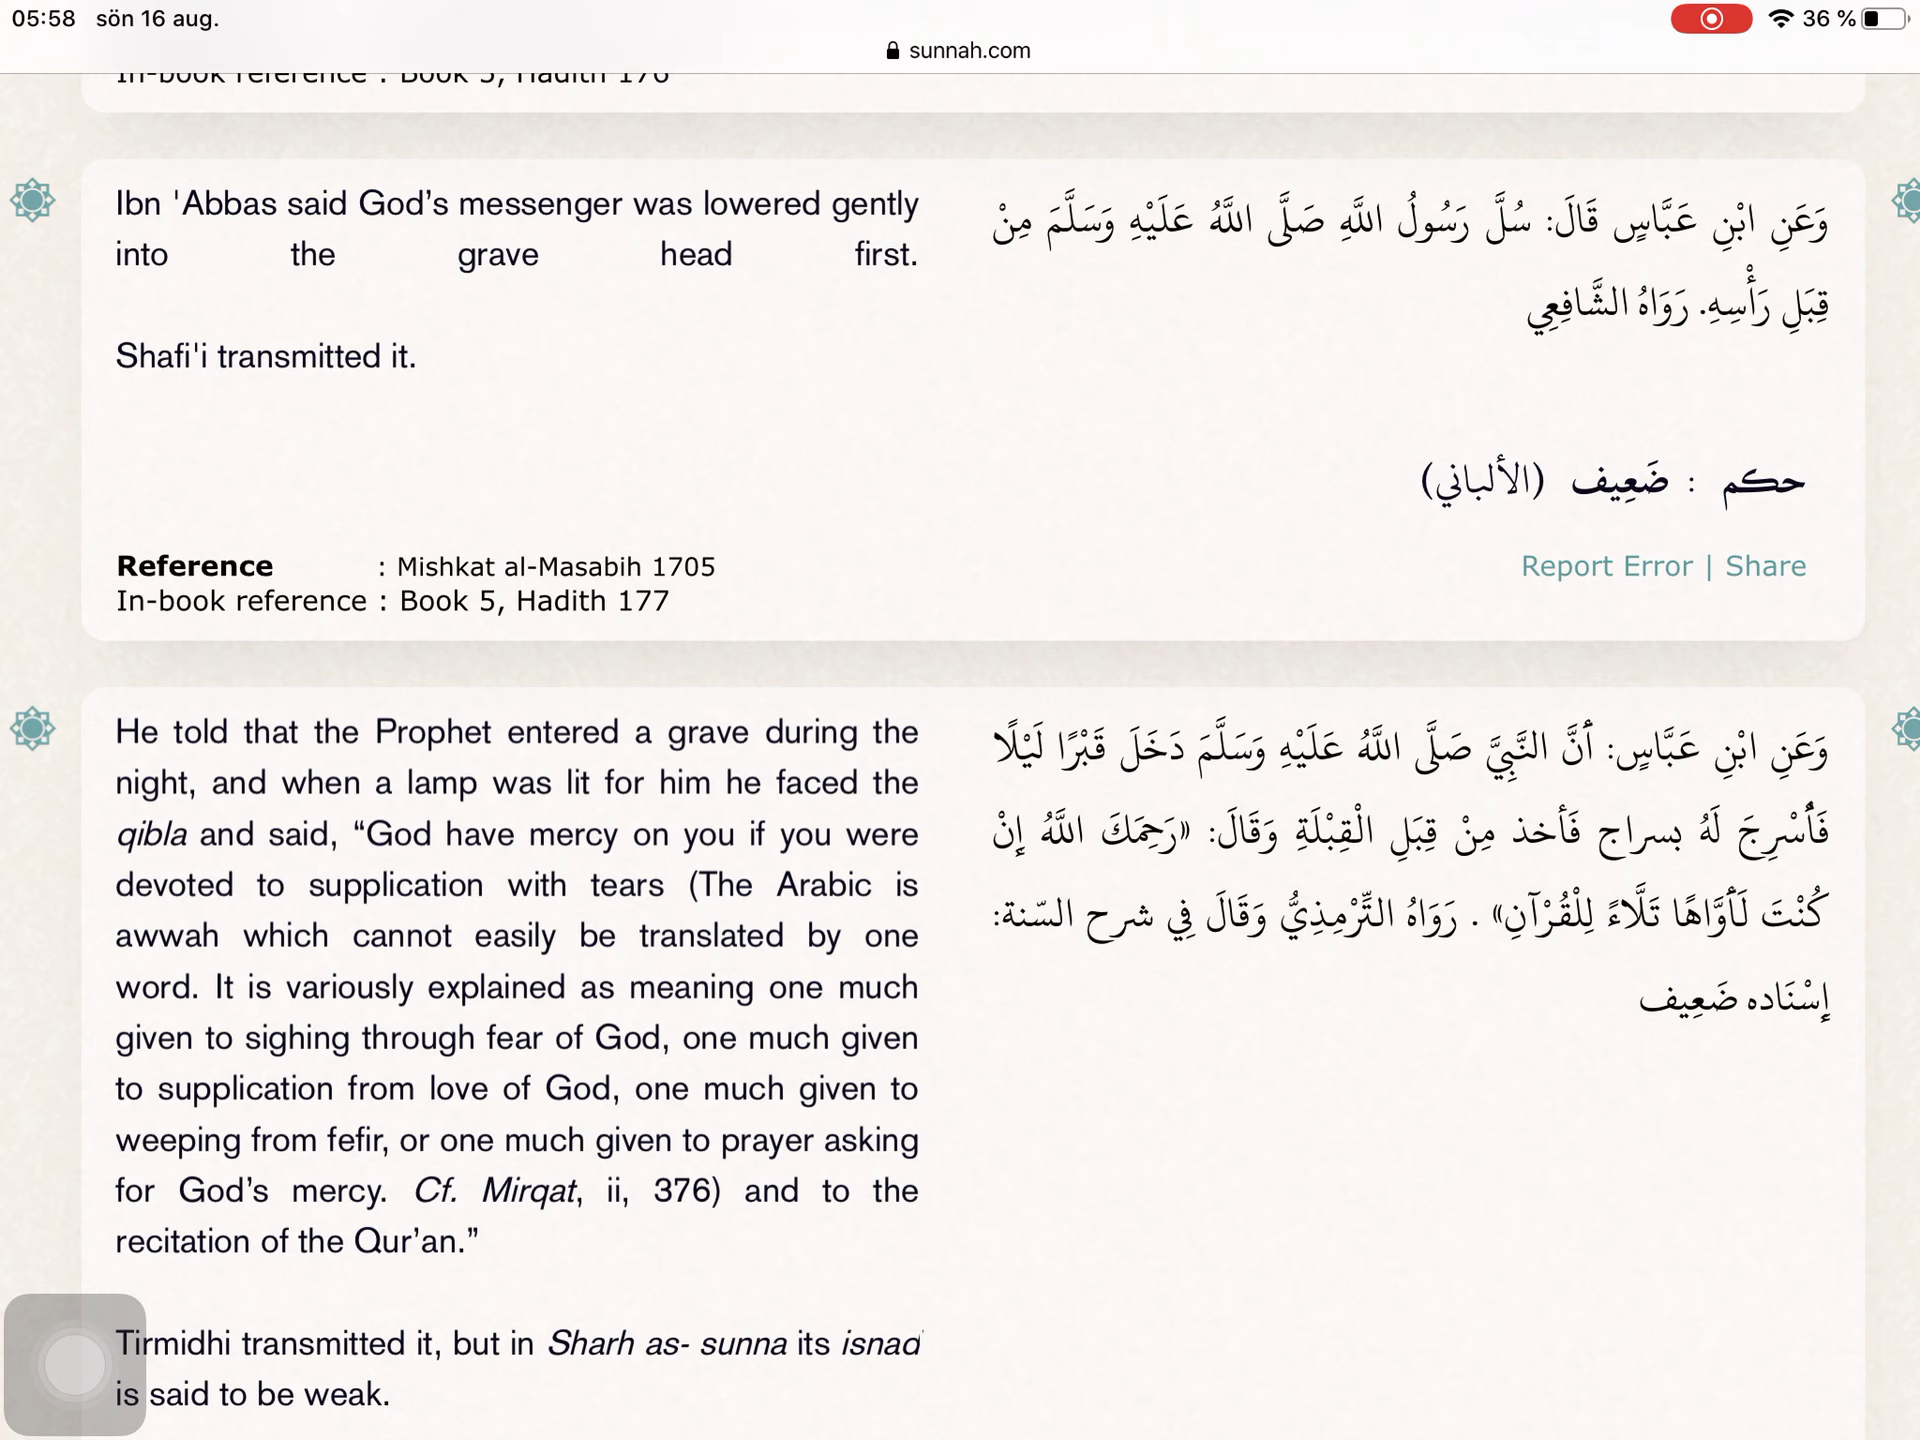 05:58 sön 16 aug.
36 %
sunnah.com
In-book reference : Book 5, Hadith 176
Ibn 'Abbas said God’s messenger was lowered gently
into the grave head first.
Shafi'i transmitted it.
وَعَنِ ابْنِ عَبَّاسٍ قَالَ: سُلَّ رَسُولُ اللَّهِ صَلَّى اللَّهُ عَلَيْهِ وَسَلَّمَ مِنْ
قِبَلِ رَأْسِهِ. رَوَاهُ الشَّافِعِي
حكم : ضَعِيف (الألباني)
Reference : Mishkat al-Masabih 1705
In-book reference : Book 5, Hadith 177
Report Error | Share
He told that the Prophet entered a grave during the
night, and when a lamp was lit for him he faced the
qibla and said, “God have mercy on you if you were
devoted to supplication with tears (The Arabic is
awwah which cannot easily be translated by one
word. It is variously explained as meaning one much
given to sighing through fear of God, one much given
to supplication from love of God, one much given to
weeping from fefir, or one much given to prayer asking
for God’s mercy. Cf. Mirqat, ii, 376) and to the
recitation of the Qur’an.”
Tirmidhi transmitted it, but in Sharh as- sunna its isnad
is said to be weak.
وَعَنِ ابْنِ عَبَّاسٍ: أَنَّ النَّبِيَّ صَلَّى اللَّهُ عَلَيْهِ وَسَلَّمَ دَخَلَ قَبْرًا لَيْلًا
فَأُسْرِجَ لَهُ بسراج فَأخذ مِنْ قِبَلِ الْقِبْلَةِ وَقَالَ: «رَحِمَكَ اللَّهُ إِنْ
كُنْتَ لَأَوَّاهًا تَلَّاءً لِلْقُرْآنِ» . رَوَاهُ التِّرْمِذِيُّ وَقَالَ فِي شرح السّنة:
إِسْنَاده ضَعِيف